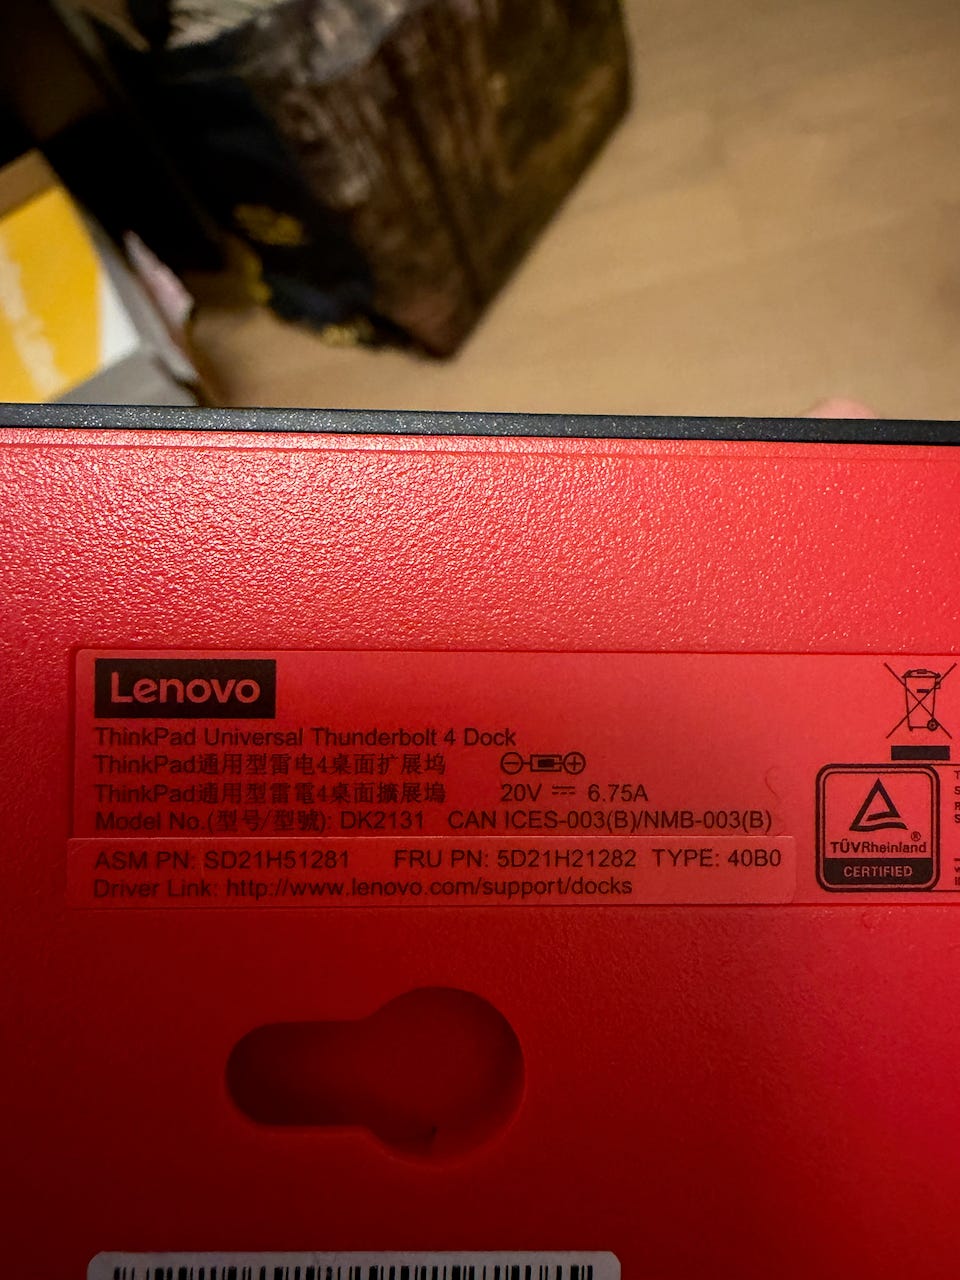 Lenovo
ThinkPad Universal Thunderbolt 4 Dock
ThinkPad通用型雷电4桌面扩展坞
ThinkPad通用型雷電4桌面擴展塢 20V ⎓ 6.75A
Model No.(型号/型號): DK2131 CAN ICES-003(B)/NMB-003(B)
ASM PN: SD21H51281 FRU PN: 5D21H21282 TYPE: 40B0
Driver Link: http://www.lenovo.com/support/docks
® TÜVRheinland
CERTIFIED